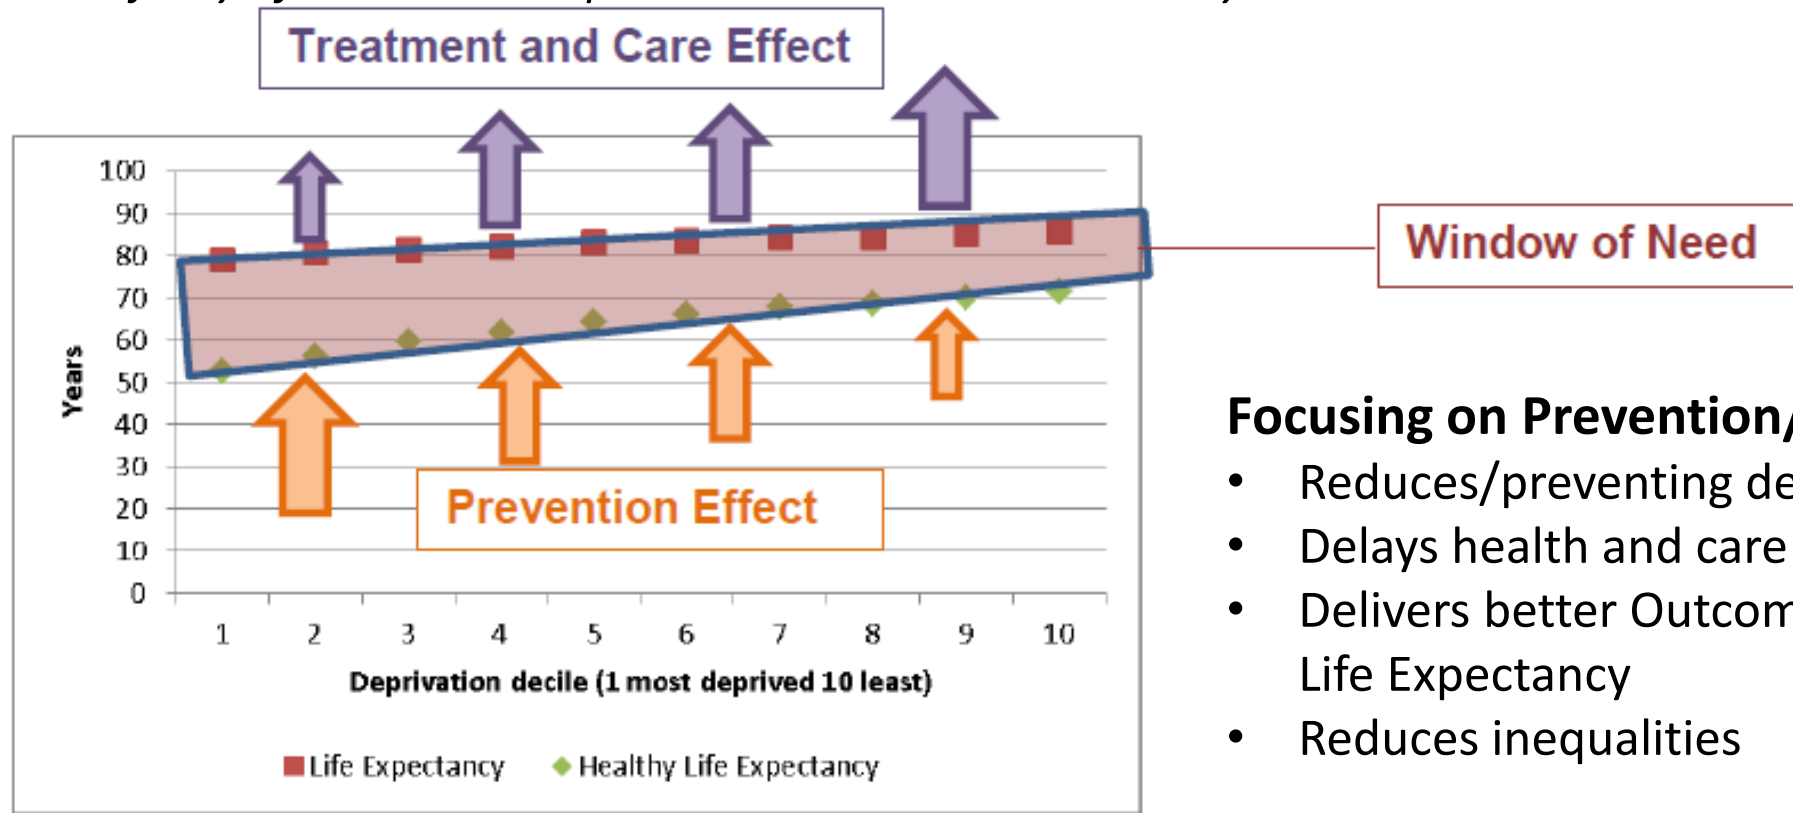 Treatment and Care Effect
100
90
80
70
60
50
40
30
20
10
0
Years
Window of Need
Prevention Effect
1 2 3 4 5 6 7 8 9 10
Deprivation decile (1 most deprived 10 least)
Life Expectancy Healthy Life Expectancy
Focusing on Prevention/
• Reduces/preventing de
• Delays health and care
• Delivers better Outcom
Life Expectancy
• Reduces inequalities